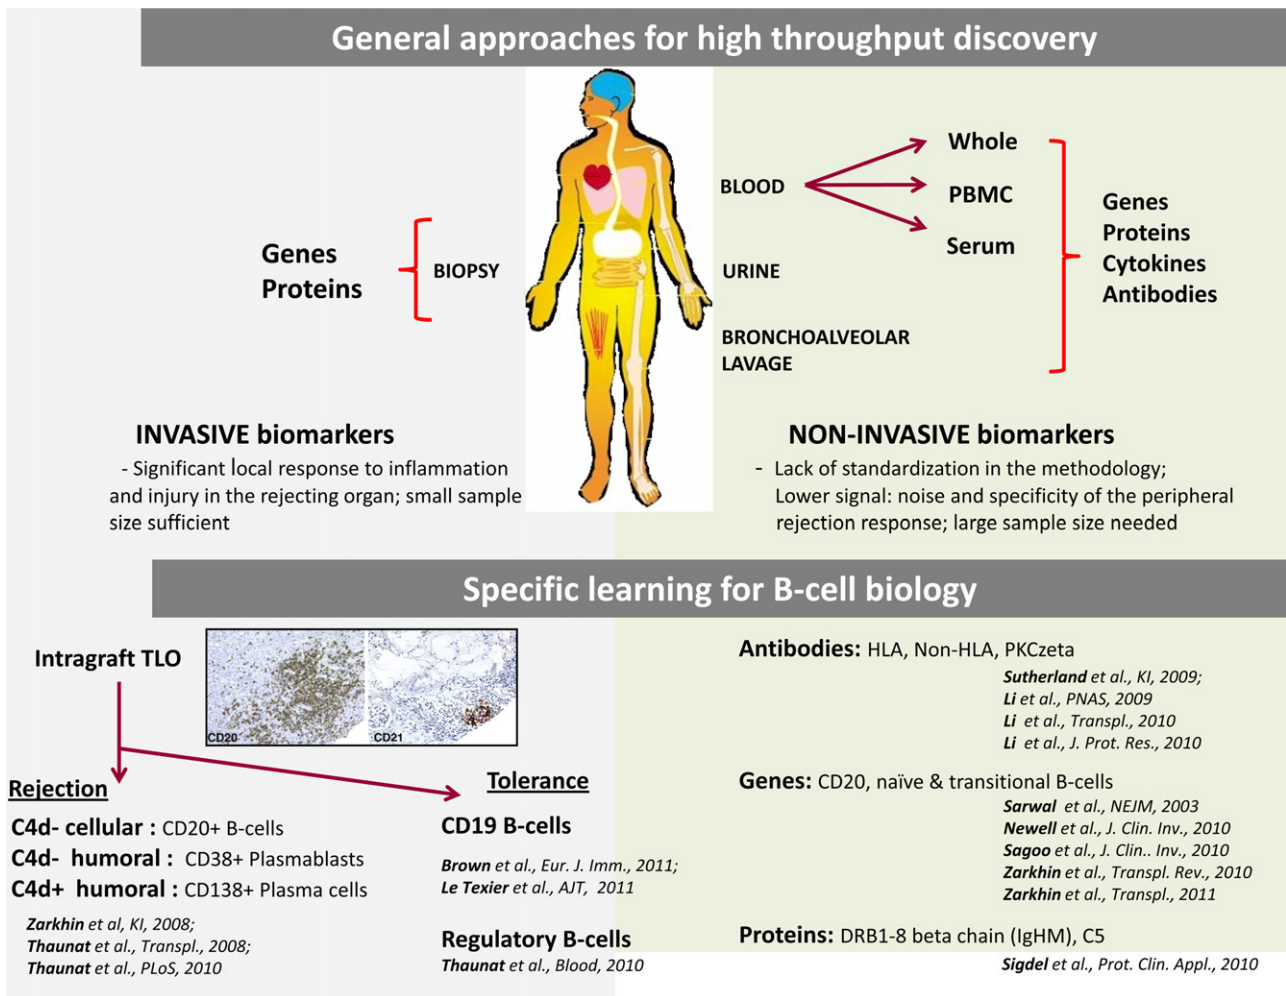 General approaches for high throughput discovery
Genes
Proteins
BIOPSY
BLOOD
URINE
BRONCHOALVEOLAR
LAVAGE
Whole
PBMC
Serum
Genes
Proteins
Cytokines
Antibodies
INVASIVE biomarkers
- Significant local response to inflammation
and injury in the rejecting organ; small sample
size sufficient
NON-INVASIVE biomarkers
- Lack of standardization in the methodology;
Lower signal: noise and specificity of the peripheral
rejection response; large sample size needed
Specific learning for B-cell biology
Intragraft TLO
CD20
CD21
Rejection
C4d- cellular : CD20+ B-cells
C4d- humoral : CD38+ Plasmablasts
C4d+ humoral : CD138+ Plasma cells
Zarkhin et al, KI, 2008;
Thaunat et al., Transpl., 2008;
Thaunat et al., PLoS, 2010
Tolerance
CD19 B-cells
Brown et al., Eur. J. Imm., 2011;
Le Texier et al., AJT, 2011
Regulatory B-cells
Thaunat et al., Blood, 2010
Antibodies: HLA, Non-HLA, PKCzeta
Sutherland et al., KI, 2009;
Li et al., PNAS, 2009
Li et al., Transpl., 2010
Li et al., J. Prot. Res., 2010
Genes: CD20, naïve & transitional B-cells
Sarwal et al., NEJM, 2003
Newell et al., J. Clin. Inv., 2010
Sagoo et al., J. Clin.. Inv., 2010
Zarkhin et al., Transpl. Rev., 2010
Zarkhin et al., Transpl., 2011
Proteins: DRB1-8 beta chain (IgHM), C5
Sigdel et al., Prot. Clin. Appl., 2010